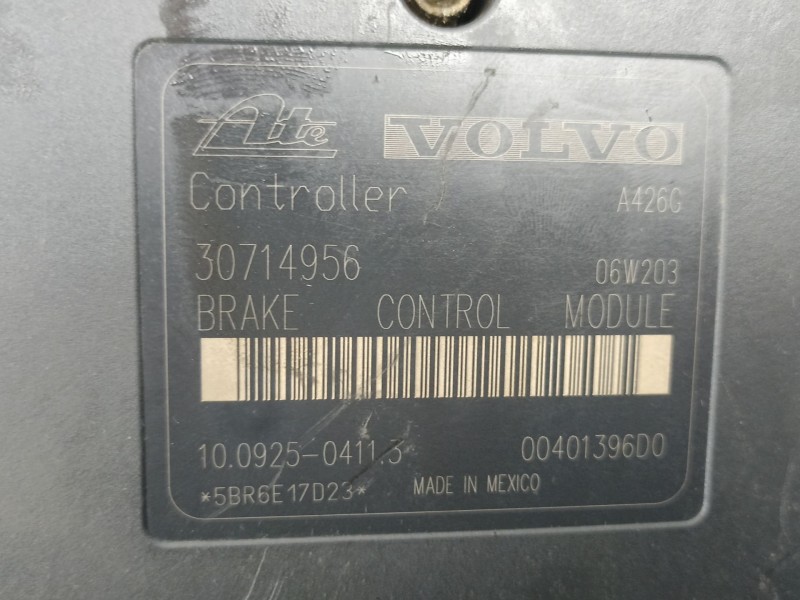 Ate VOLVO
Controller A426G
30714956 06W203
BRAKE CONTROL MODULE
10.0925-0411.3 00401396D0
*5BR6E17D23* MADE IN MEXICO